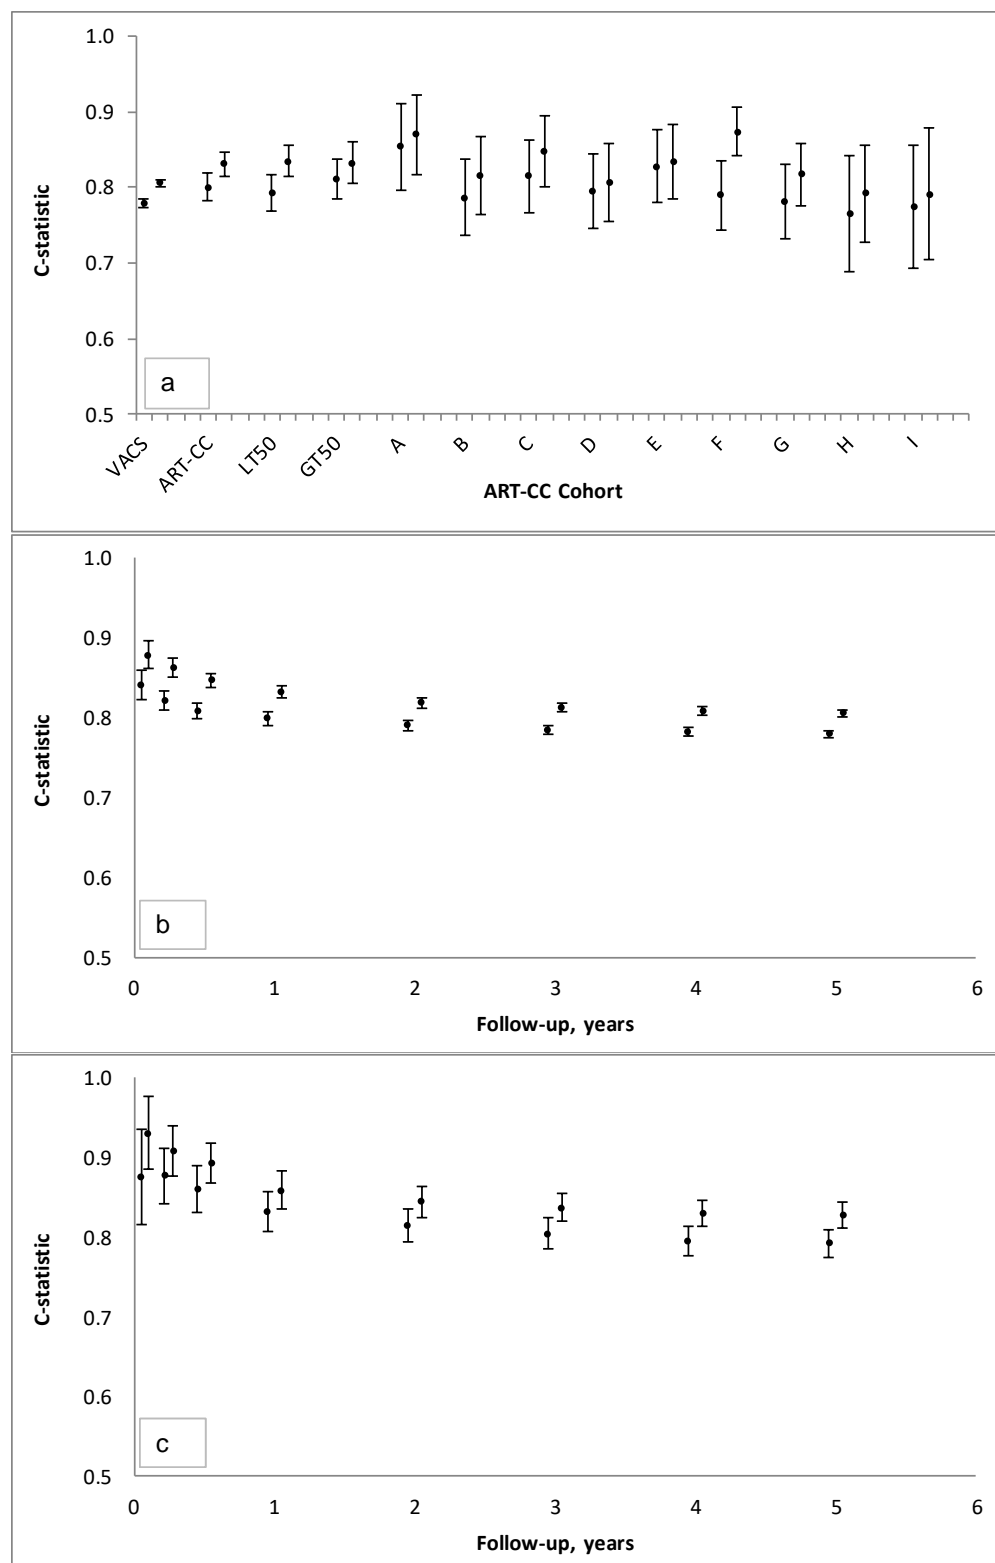 1.0
0.9
0.8
0.7
0.6
0.5
C-statistic
a
VACS ART-CC LT50 GT50 A B C D E F G H I
ART-CC Cohort
1.0
0.9
0.8
0.7
0.6
0.5
C-statistic
b
0 1 2 3 4 5 6
Follow-up, years
1.0
0.9
0.8
0.7
0.6
0.5
C-statistic
c
0 1 2 3 4 5 6
Follow-up, years